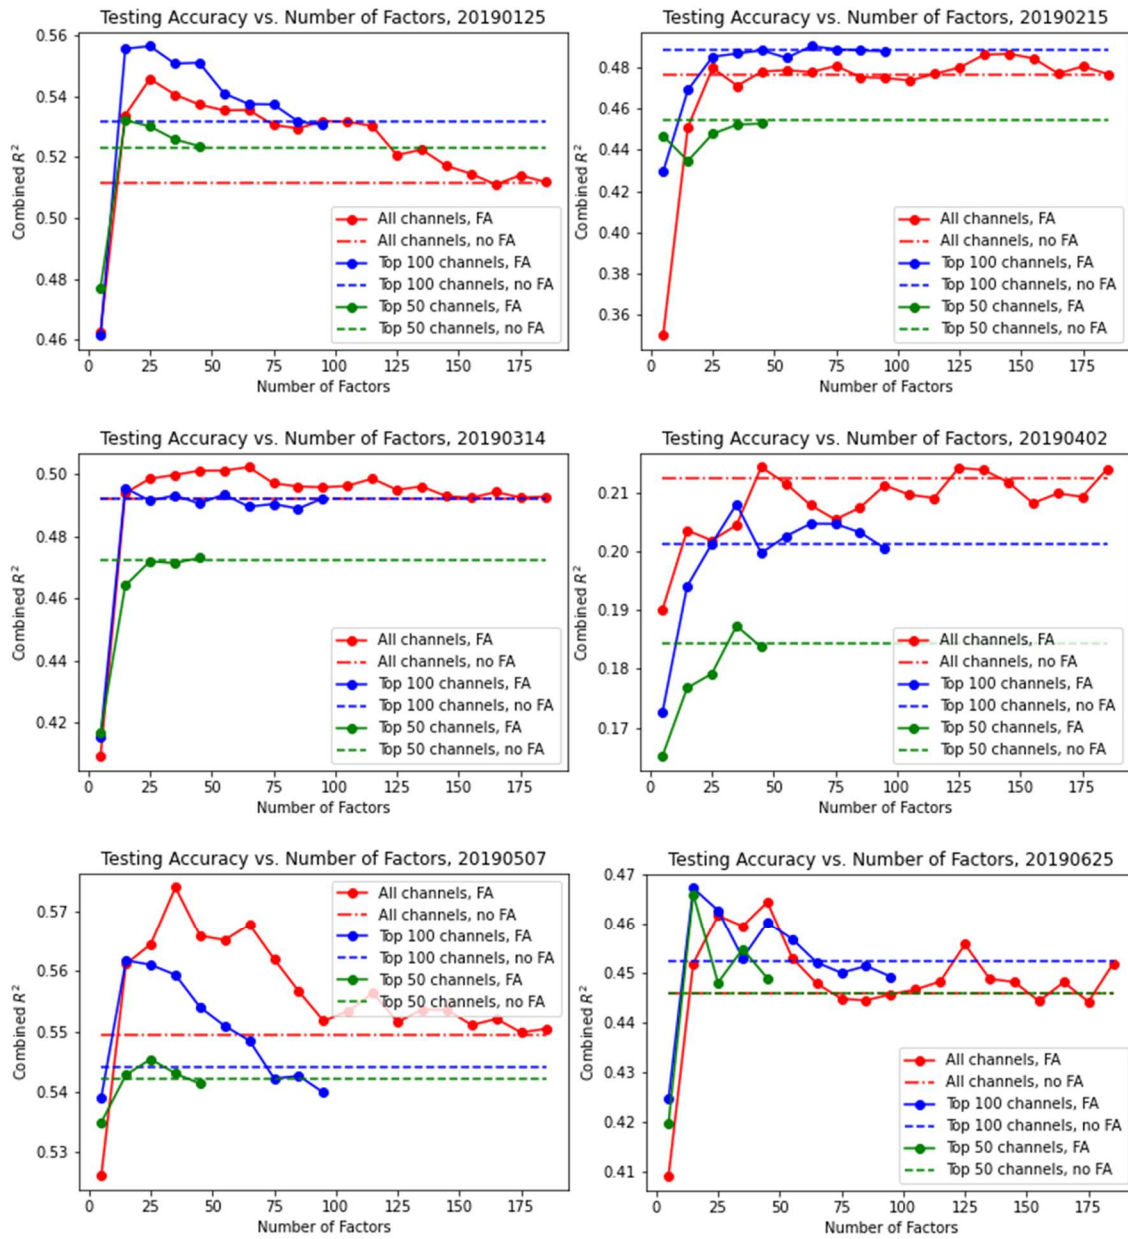 Testing Accuracy vs. Number of Factors, 20190125
0.56
0.54
0.52
0.50
0.48
0.46
Combined R²
All channels, FA
All channels, no FA
Top 100 channels, FA
Top 100 channels, no FA
Top 50 channels, FA
Top 50 channels, no FA
0 25 50 75 100 125 150 175
Number of Factors
Testing Accuracy vs. Number of Factors, 20190215
0.48
0.46
0.44
0.42
0.40
0.38
0.36
Combined R²
All channels, FA
All channels, no FA
Top 100 channels, FA
Top 100 channels, no FA
Top 50 channels, FA
Top 50 channels, no FA
0 25 50 75 100 125 150 175
Number of Factors
Testing Accuracy vs. Number of Factors, 20190314
0.50
0.48
0.46
0.44
0.42
Combined R²
All channels, FA
All channels, no FA
Top 100 channels, FA
Top 100 channels, no FA
Top 50 channels, FA
Top 50 channels, no FA
0 25 50 75 100 125 150 175
Number of Factors
Testing Accuracy vs. Number of Factors, 20190402
0.21
0.20
0.19
0.18
0.17
Combined R²
All channels, FA
All channels, no FA
Top 100 channels, FA
Top 100 channels, no FA
Top 50 channels, FA
Top 50 channels, no FA
0 25 50 75 100 125 150 175
Number of Factors
Testing Accuracy vs. Number of Factors, 20190507
0.57
0.56
0.55
0.54
0.53
Combined R²
All channels, FA
All channels, no FA
Top 100 channels, FA
Top 100 channels, no FA
Top 50 channels, FA
Top 50 channels, no FA
0 25 50 75 100 125 150 175
Number of Factors
Testing Accuracy vs. Number of Factors, 20190625
0.47
0.46
0.45
0.44
0.43
0.42
0.41
Combined R²
All channels, FA
All channels, no FA
Top 100 channels, FA
Top 100 channels, no FA
Top 50 channels, FA
Top 50 channels, no FA
0 25 50 75 100 125 150 175
Number of Factors